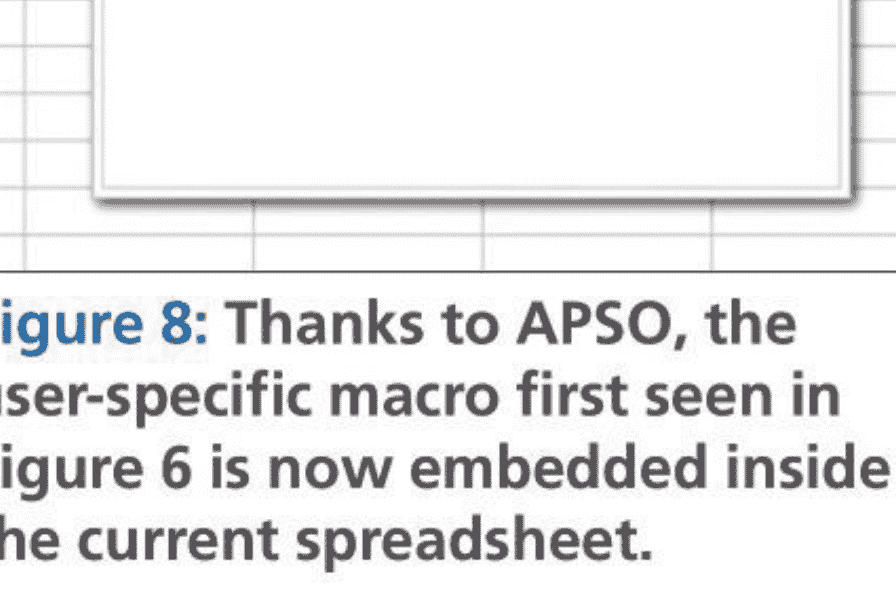 igure 8: Thanks to APSO, the
user-specific macro first seen in
igure 6 is now embedded inside
he current spreadsheet.